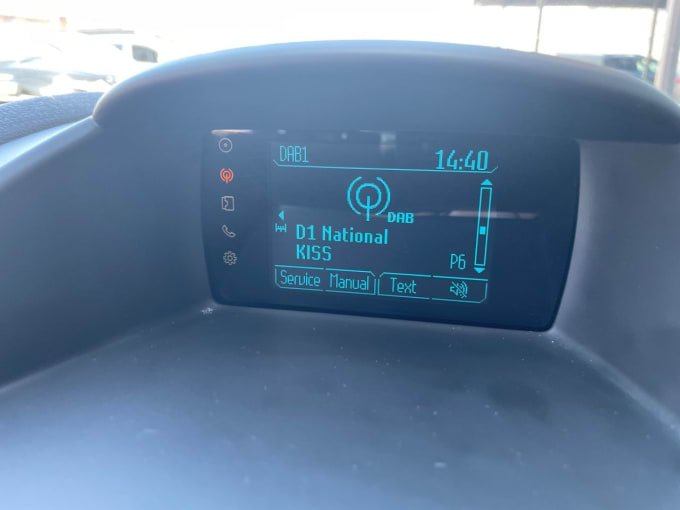 DAB1 14:40
DAB
D1 National
KISS P6
Service Manual Text